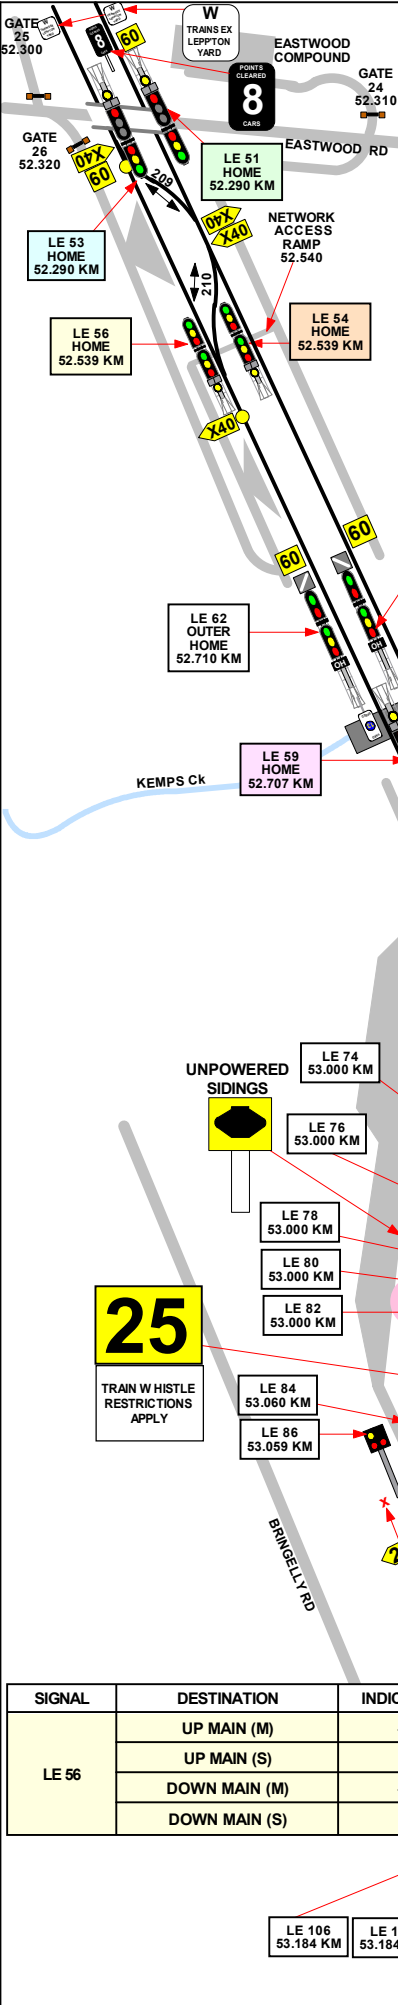 GATE
25
52.300
W
TRAINS EX
LEPP'TON
YARD
8
60
EASTWOOD
COMPOUND
POINTS
CLEARED
8
CARS
GATE
24
52.310
GATE
26
52.320
EASTWOOD RD
LE 51
HOME
52.290 KM
X40
60
209
X40
X40
NETWORK
ACCESS
RAMP
52.540
LE 53
HOME
52.290 KM
210
LE 56
HOME
52.539 KM
LE 54
HOME
52.539 KM
X40
60
60
LE 62
OUTER
HOME
52.710 KM
OH
OH
LE 59
HOME
52.707 KM
KEMPS Ck
LE 74
53.000 KM
UNPOWERED
SIDINGS
LE 76
53.000 KM
LE 78
53.000 KM
LE 80
53.000 KM
LE 82
53.000 KM
25
TRAIN WHISTLE
RESTRICTIONS
APPLY
LE 84
53.060 KM
LE 86
53.059 KM
X
BRINGELLY RD
SIGNAL
DESTINATION
LE 56
UP MAIN (M)
UP MAIN (S)
DOWN MAIN (M)
DOWN MAIN (S)
LE 106
53.184 KM